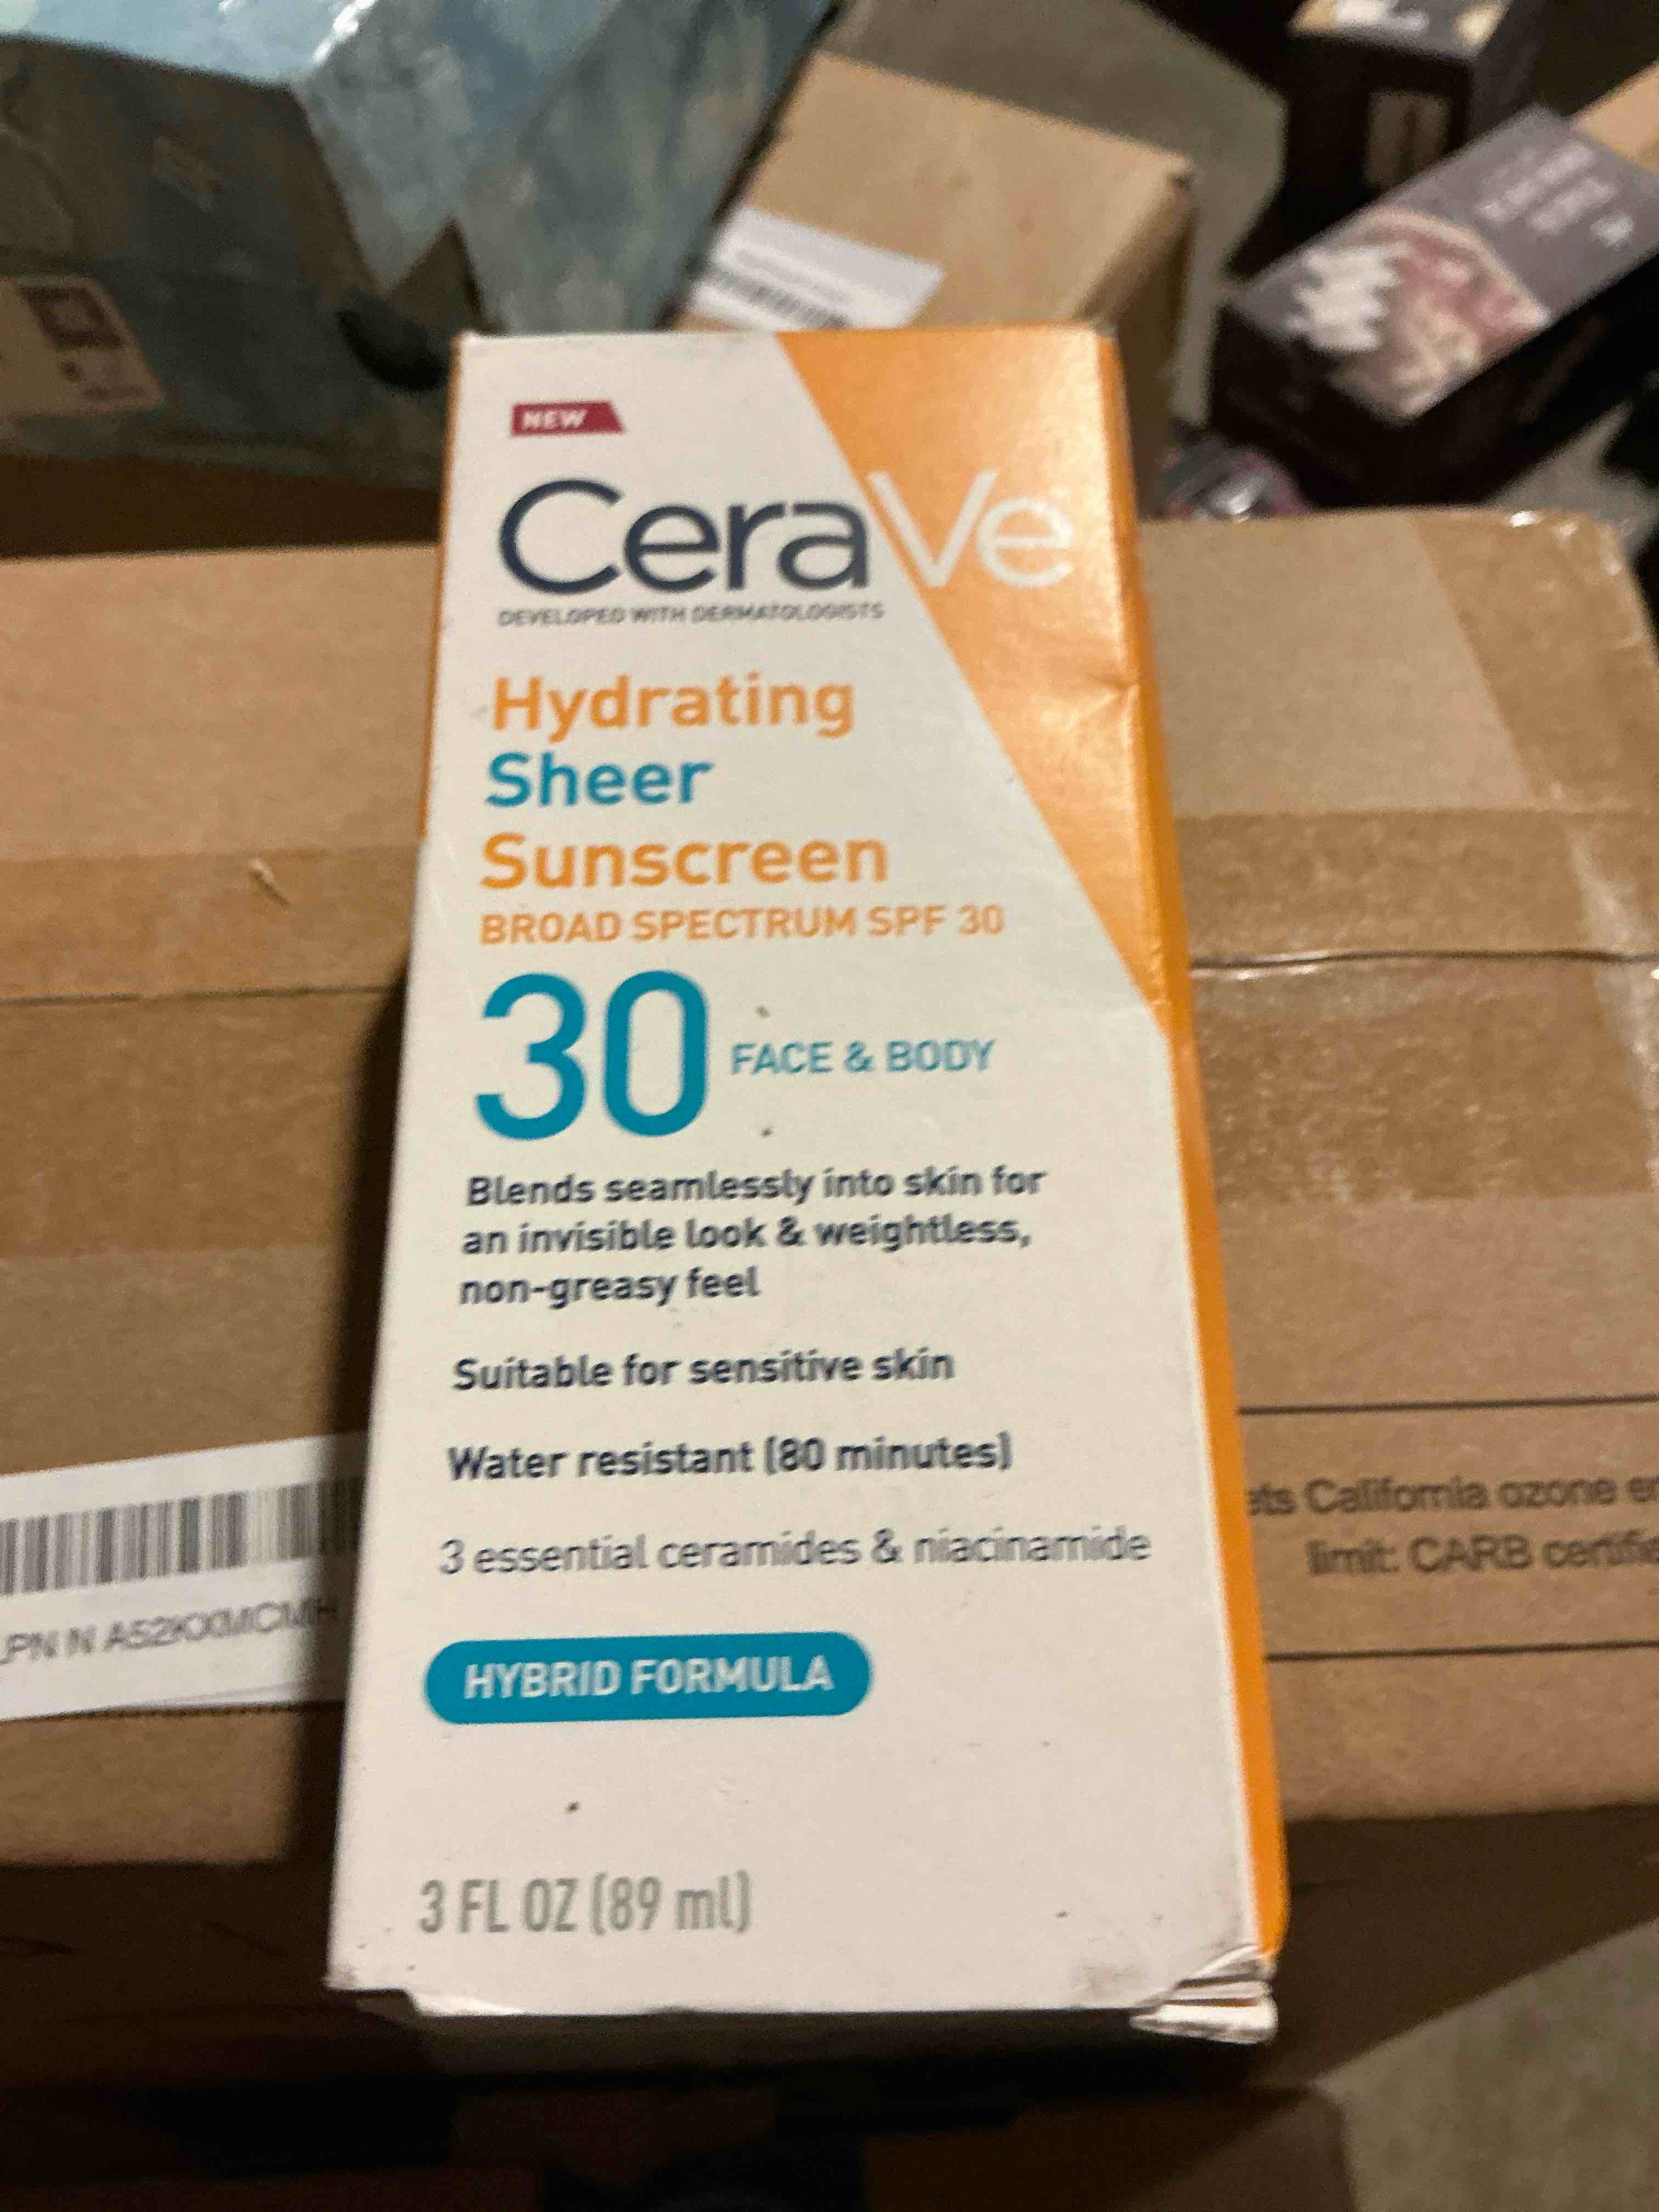 NEW
CeraVe
DEVELOPED WITH DERMATOLOGISTS
Hydrating
Sheer
Sunscreen
BROAD SPECTRUM SPF 30
30 FACE & BODY
Blends seamlessly into skin for
an invisible look & weightless,
non-greasy feel
Suitable for sensitive skin
Water resistant (80 minutes)
3 essential ceramides & niacinamide
HYBRID FORMULA
3 FL OZ (89 ml)
California ozone
limit: CARB